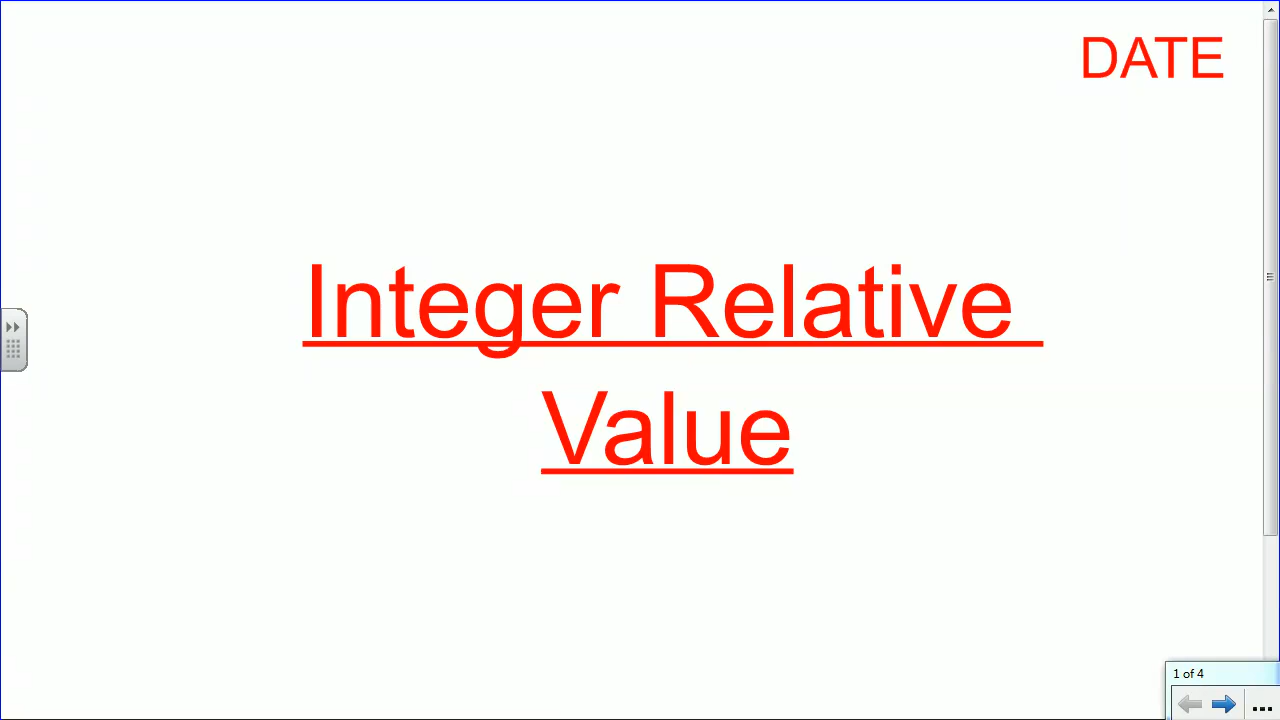 DATE
Integer Relative
Value
1 of 4
...